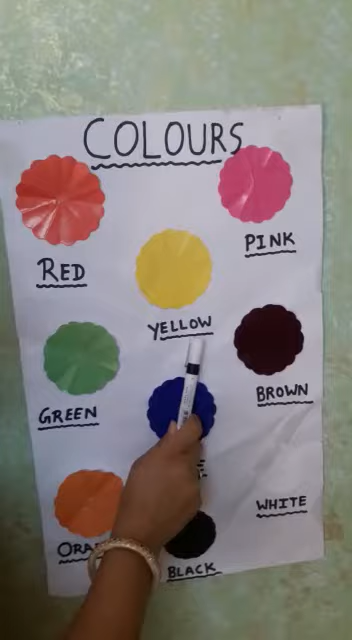 COLOURS
RED
PINK
YELLOW
GREEN
BROWN
WHITE
BLACK